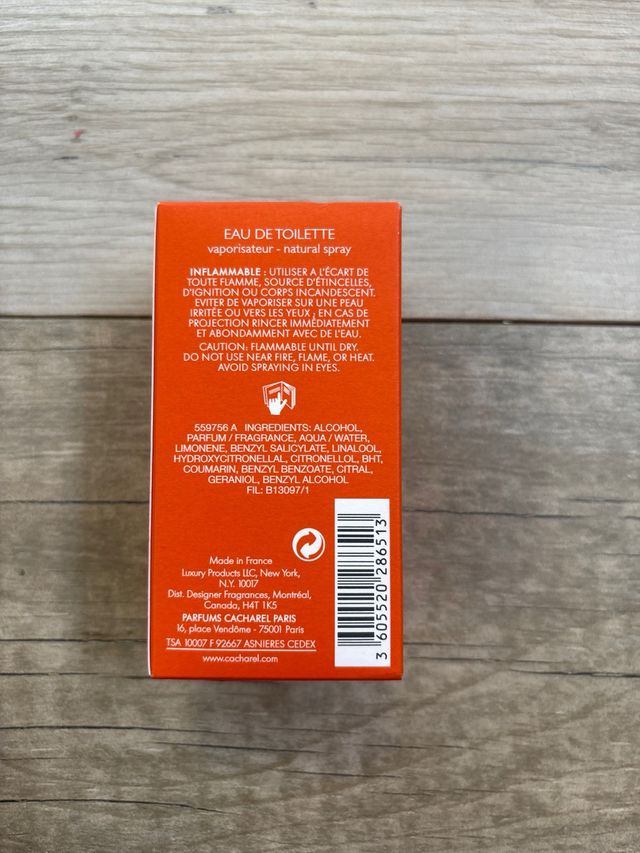 EAU DE TOILETTE
vaporisateur - natural spray
INFLAMMABLE : UTILISER A L'ÉCART DE
TOUTE FLAMME, SOURCE D'ÉTINCELLES,
D'IGNITION OU CORPS INCANDESCENT.
EVITER DE VAPORISER SUR UNE PEAU
IRRITÉE OU VERS LES YEUX ; EN CAS DE
PROJECTION RINCER IMMÉDIATEMENT
ET ABONDAMMENT AVEC DE L'EAU.
CAUTION: FLAMMABLE UNTIL DRY.
DO NOT USE NEAR FIRE, FLAME, OR HEAT.
AVOID SPRAYING IN EYES.
559756 A INGREDIENTS: ALCOHOL,
PARFUM / FRAGRANCE, AQUA / WATER,
LIMONENE, BENZYL SALICYLATE, LINALOOL,
HYDROXYCITRONELLAL, CITRONELLOL, BHT,
COUMARIN, BENZYL BENZOATE, CITRAL,
GERANIOL, BENZYL ALCOHOL
FIL: B13097/1
Made in France
Luxury Products LLC, New York,
N.Y. 10017
Dist. Designer Fragrances, Montréal,
Canada, H4T 1K5
PARFUMS CACHAREL PARIS
16, place Vendôme - 75001 Paris
TSA 10007 F 92667 ASNIERES CEDEX
www.cacharel.com
3 605520 286513